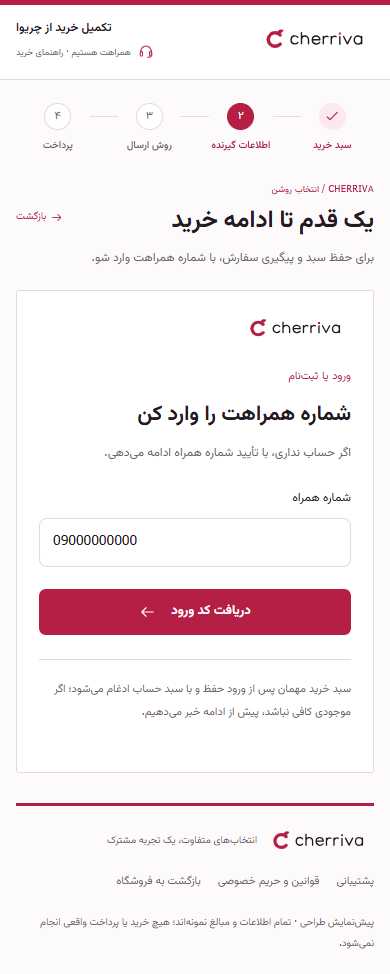 cherriva
تکمیل خرید از چریوا
همراهت هستیم • راهنمای خرید
۲
۳
۴
سبد خرید
اطلاعات گیرنده
روش ارسال
پرداخت
CHERRIVA / انتخاب روشن
یک قدم تا ادامه خرید
بازگشت
برای حفظ سبد و پیگیری سفارش، با شماره همراهت وارد شو.
cherriva
ورود یا ثبت‌نام
شماره همراهت را وارد کن
اگر حساب نداری، با تأیید شماره همراه ادامه می‌دهی.
شماره همراه
09000000000
دریافت کد ورود
سبد خرید مهمان پس از ورود حفظ و با سبد حساب ادغام می‌شود؛ اگر
موجودی کافی نباشد، پیش از ادامه خبر می‌دهیم.
cherriva
انتخاب‌های متفاوت، یک تجربه مشترک
پشتیبانی
قوانین و حریم خصوصی
بازگشت به فروشگاه
پیش‌نمایش طراحی • تمام اطلاعات و مبالغ نمونه‌اند؛ هیچ خرید یا پرداخت واقعی انجام
نمی‌شود.